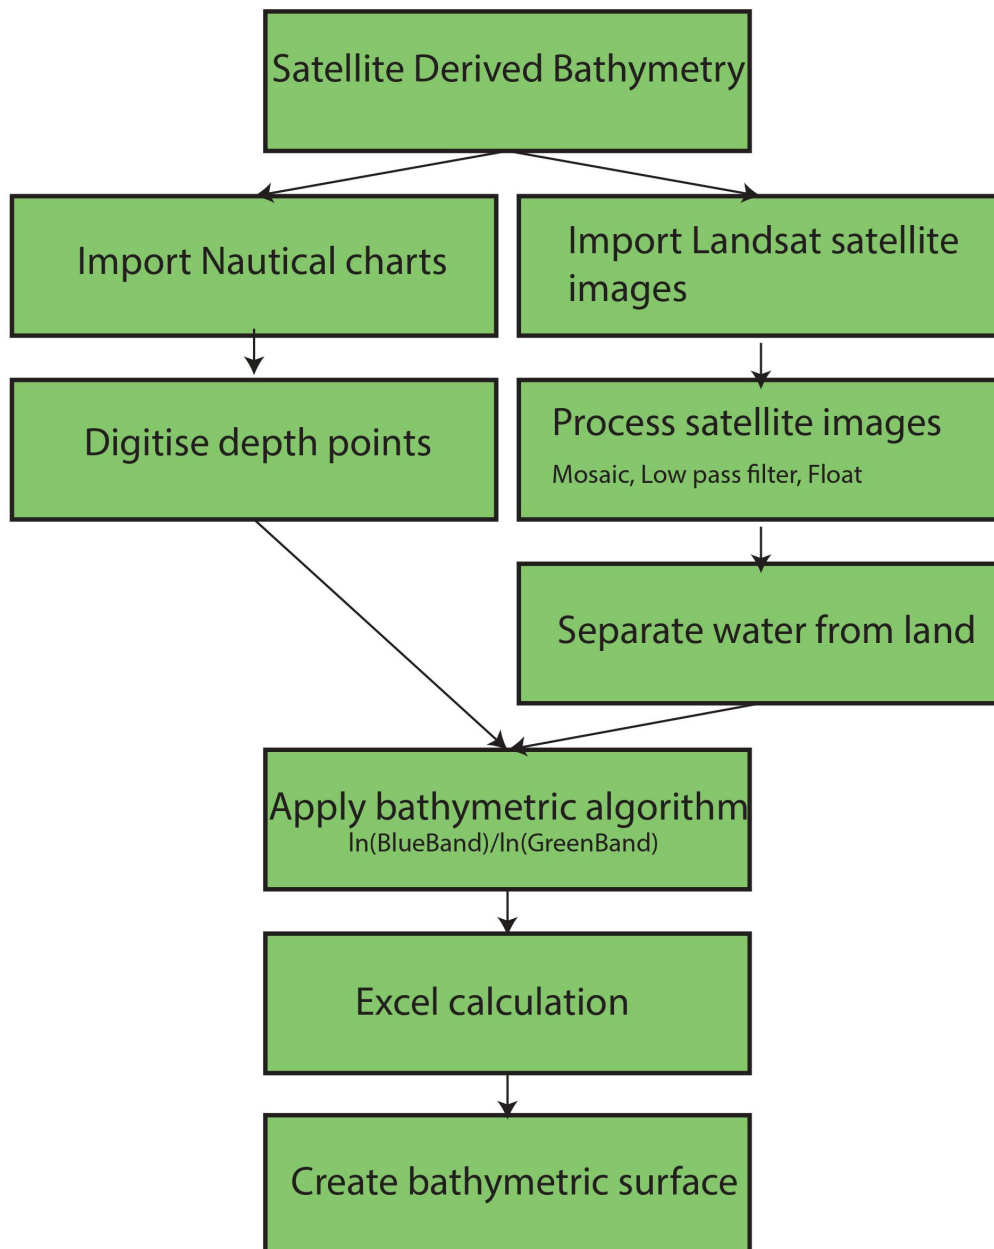 Satellite Derived Bathymetry
Import Nautical charts
Import Landsat satellite
images
Digitise depth points
Process satellite images
Mosaic, Low pass filter, Float
Separate water from land
Apply bathymetric algorithm
ln(BlueBand)/ln(GreenBand)
Excel calculation
Create bathymetric surface